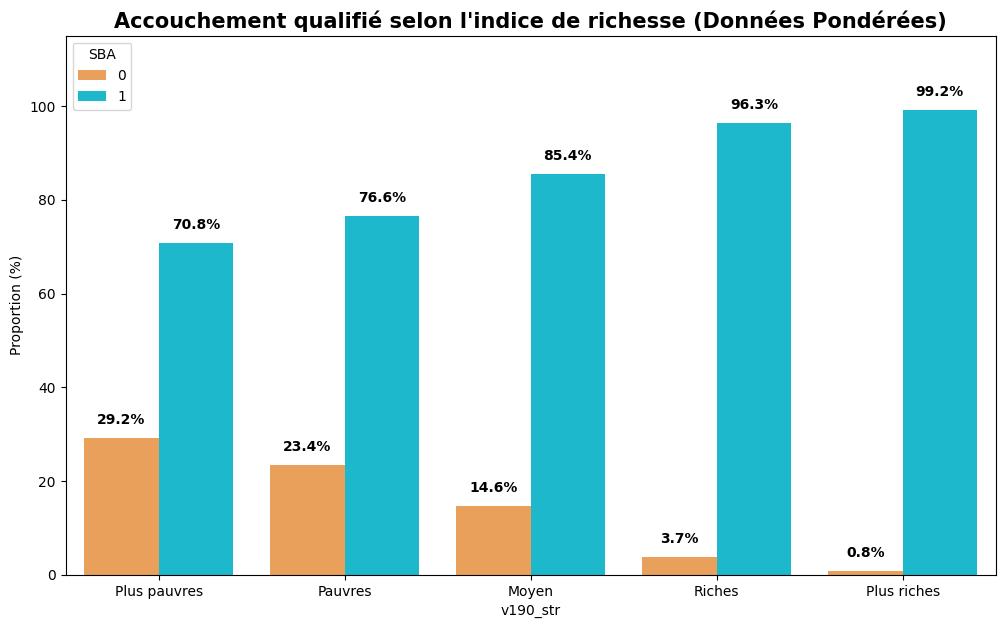 Accouchement qualifié selon l'indice de richesse (Données Pondérées)
SBA
0
1
Proportion (%)
100
80
60
40
20
0
29.2%
70.8%
23.4%
76.6%
14.6%
85.4%
3.7%
96.3%
0.8%
99.2%
Plus pauvres
Pauvres
Moyen
Riches
Plus riches
v190_str